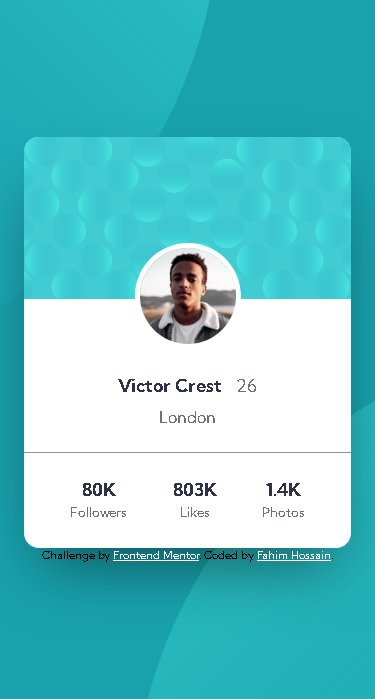 Victor Crest 26
London
80K 803K 1.4K
Followers Likes Photos
Challenge by Frontend Mentor. Coded by Fahim Hossain.